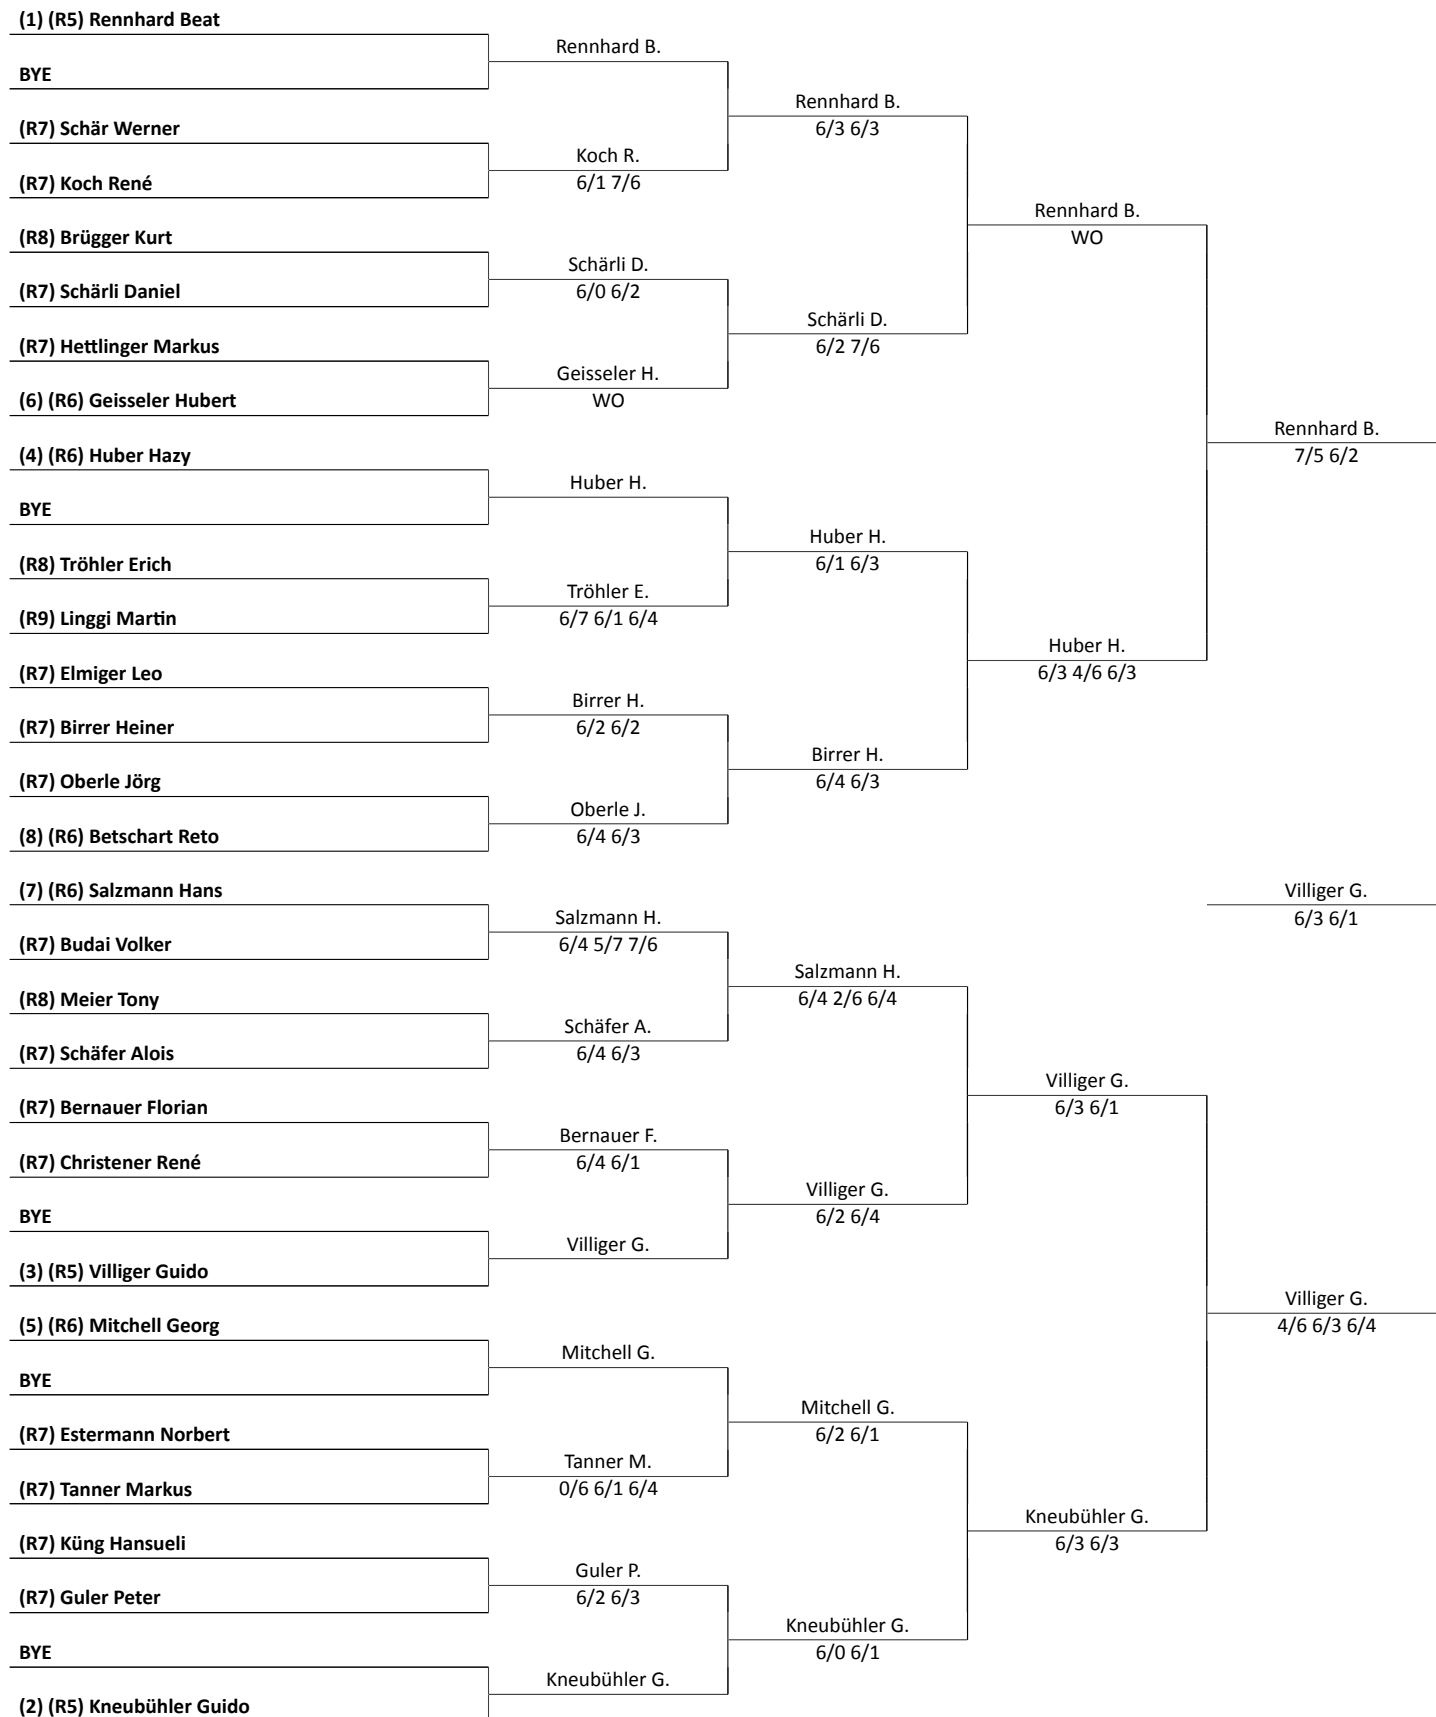 (1) (R5) Rennhard Beat
Rennhard B.
BYE
Rennhard B.
6/3 6/3
(R7) Schär Werner
Koch R.
6/1 7/6
(R7) Koch René
Rennhard B.
WO
(R8) Brügger Kurt
Schärli D.
6/0 6/2
(R7) Schärli Daniel
Schärli D.
6/2 7/6
(R7) Hettlinger Markus
Geisseler H.
WO
(6) (R6) Geisseler Hubert
Rennhard B.
7/5 6/2
(4) (R6) Huber Hazy
Huber H.
BYE
Huber H.
6/1 6/3
(R8) Tröhler Erich
Tröhler E.
6/7 6/1 6/4
(R9) Linggi Martin
Huber H.
6/3 4/6 6/3
(R7) Elmiger Leo
Birrer H.
6/2 6/2
(R7) Birrer Heiner
Birrer H.
6/4 6/3
(R7) Oberle Jörg
Oberle J.
6/4 6/3
(8) (R6) Betschart Reto
(7) (R6) Salzmann Hans
Villiger G.
6/3 6/1
Salzmann H.
6/4 5/7 7/6
(R7) Budai Volker
Salzmann H.
6/4 2/6 6/4
(R8) Meier Tony
Schäfer A.
6/4 6/3
(R7) Schäfer Alois
Villiger G.
6/3 6/1
(R7) Bernauer Florian
Bernauer F.
6/4 6/1
(R7) Christener René
Villiger G.
6/2 6/4
BYE
Villiger G.
(3) (R5) Villiger Guido
Villiger G.
4/6 6/3 6/4
(5) (R6) Mitchell Georg
Mitchell G.
BYE
Mitchell G.
6/2 6/1
(R7) Estermann Norbert
Tanner M.
0/6 6/1 6/4
(R7) Tanner Markus
Kneubühler G.
6/3 6/3
(R7) Küng Hansueli
Guler P.
6/2 6/3
(R7) Guler Peter
Kneubühler G.
6/0 6/1
BYE
Kneubühler G.
(2) (R5) Kneubühler Guido